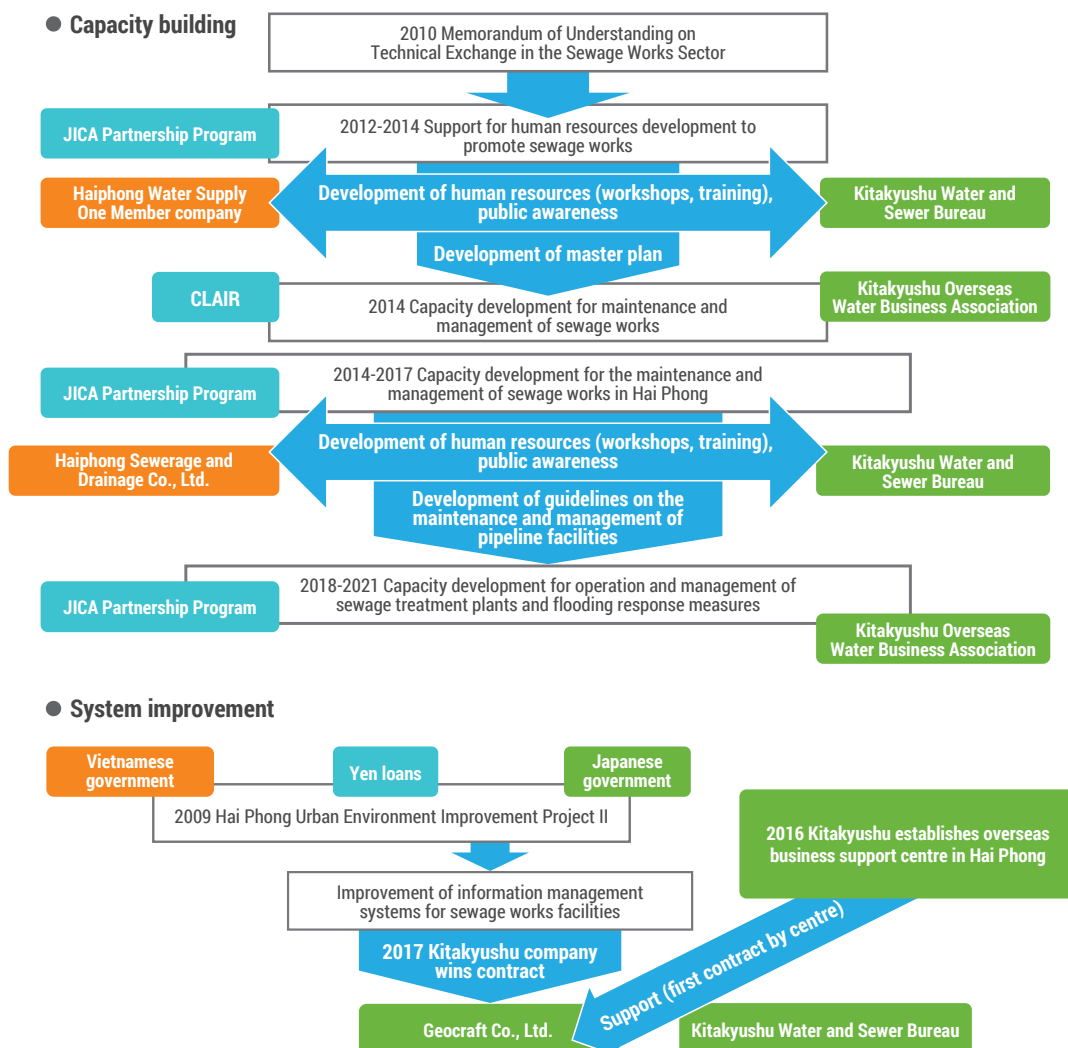 Capacity building
2010 Memorandum of Understanding on
Technical Exchange in the Sewage Works Sector
JICA Partnership Program
2012-2014 Support for human resources development to
promote sewage works
Haiphong Water Supply
One Member company
Development of human resources (workshops, training),
public awareness
Kitakyushu Water and
Sewer Bureau
Development of master plan
CLAIR
2014 Capacity development for maintenance and
management of sewage works
Kitakyushu Overseas
Water Business Association
JICA Partnership Program
2014-2017 Capacity development for the maintenance and
management of sewage works in Hai Phong
Haiphong Sewerage and
Drainage Co., Ltd.
Development of human resources (workshops, training),
public awareness
Kitakyushu Water and
Sewer Bureau
Development of guidelines on the
maintenance and management of
pipeline facilities
JICA Partnership Program
2018-2021 Capacity development for operation and management of
sewage treatment plants and flooding response measures
Kitakyushu Overseas
Water Business Association
System improvement
Vietnamese
government
Yen loans
Japanese
government
2009 Hai Phong Urban Environment Improvement Project II
2016 Kitakyushu establishes overseas
business support centre in Hai Phong
Improvement of information management
systems for sewage works facilities
2017 Kitakyushu company
wins contract
Support (first contract by centre)
Geocraft Co., Ltd.
Kitakyushu Water and Sewer Bureau